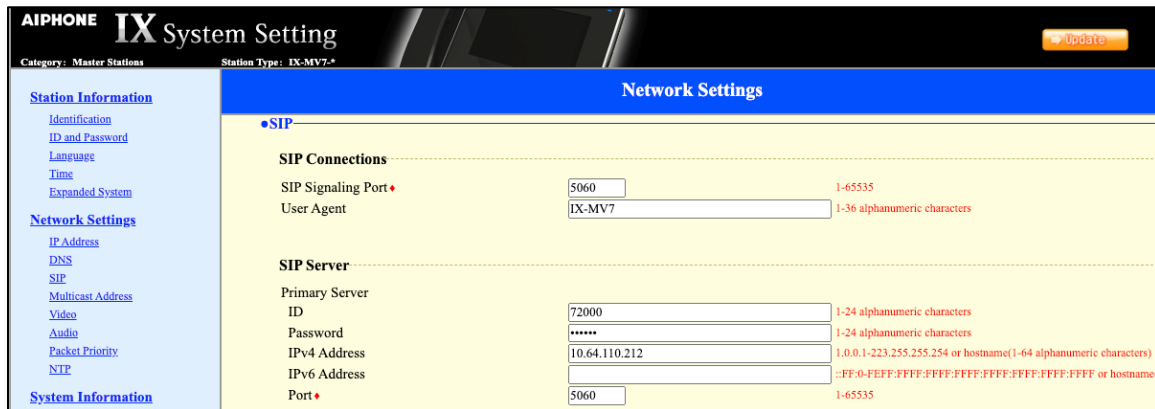 AIPHONE IX System Setting
Update
Category: Master Stations Station Type: IX-MV7-*
Network Settings
Station Information
Identification
ID and Password
Language
Time
Expanded System
Network Settings
IP Address
DNS
SIP
Multicast Address
Video
Audio
Packet Priority
NTP
System Information
●SIP
SIP Connections
SIP Signaling Port♦ 5060 1-65535
User Agent IX-MV7 1-36 alphanumeric characters
SIP Server
Primary Server
ID 72000 1-24 alphanumeric characters
Password •••••• 1-24 alphanumeric characters
IPv4 Address 10.64.110.212 1.0.0.1-223.255.255.254 or hostname(1-64 alphanumeric characters)
IPv6 Address ::FF:0-FEFF:FFFF:FFFF:FFFF:FFFF:FFFF:FFFF:FFFF or hostname
Port♦ 5060 1-65535